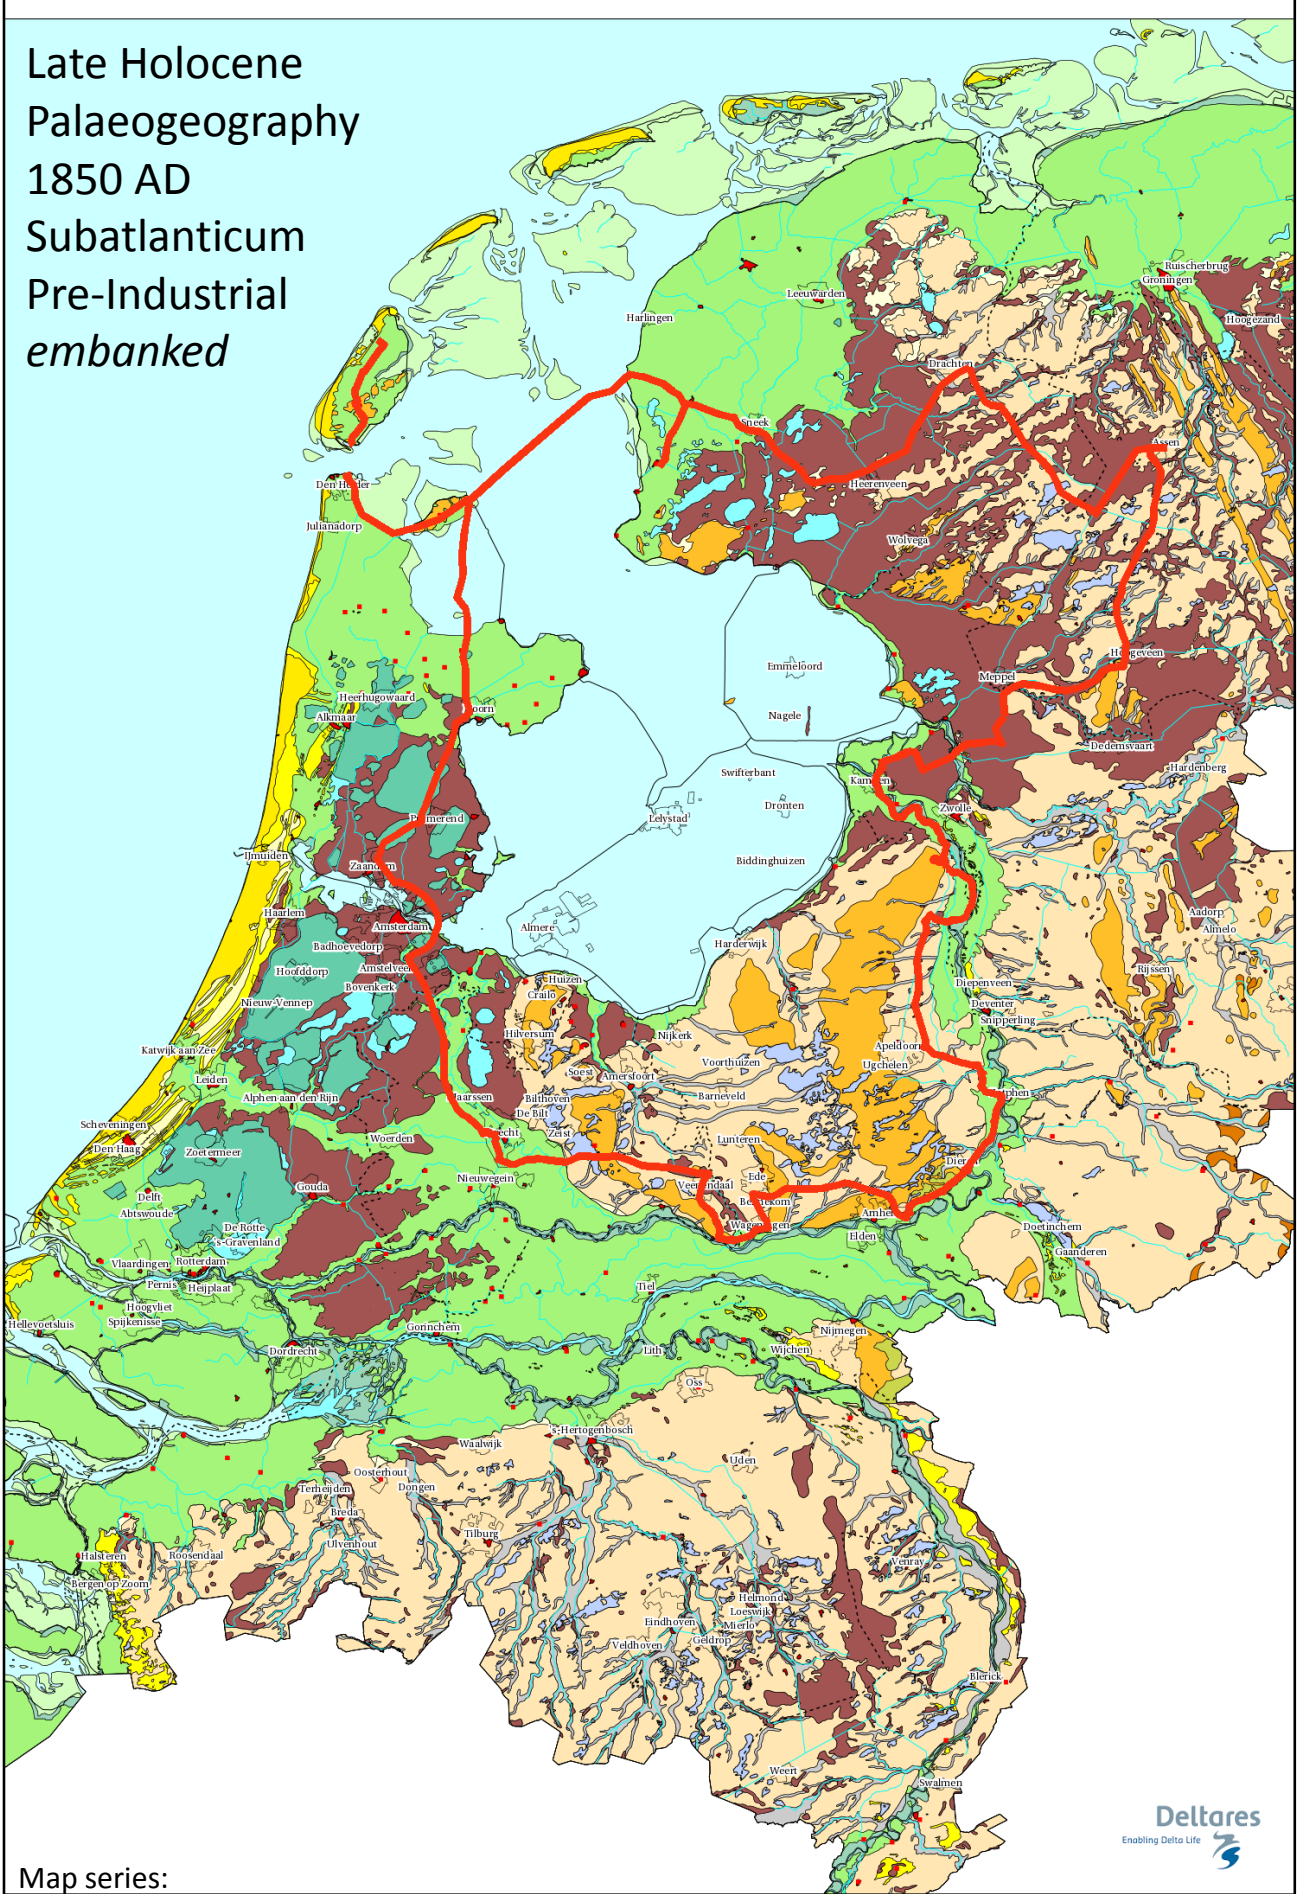 Late Holocene
Palaeogeography
1850 AD
Subatlanticum
Pre-Industrial
embanked
Ruischerbrug
Groningen
Leeuwarden
Harlingen
Hoogezand
Drachten
Sneek
Assen
Den Helder
Heerenveen
Julianadorp
Wolvega
Hoogeveen
Emmeloord
Meppel
Heerhugowaard
Alkmaar
Nagele
Dedemsvaart
Hardenberg
Swifterbant
Dronten
Zwolle
Lelystad
IJmuiden
Biddinghuizen
Haarlem
Aadorp
Almelo
Amsterdam
Almere
Badhoevedorp
Harderwijk
Hoofddorp
Bovenkerk
Huizen
Rijssen
Crailo
Diepenveen
Nieuw-Vennep
Deventer
Snipperling
Hilversum
Nijkerk
Apeldoorn
Katwijk aan Zee
Voorthuizen
Ugchelen
Soest
Amersfoort
Leiden
Alphen aan den Rijn
Bilthoven
Barneveld
De Bilt
Scheveningen
Zeist
Woerden
Lunteren
Den Haag
Zoetermeer
Ede
Nieuwegein
Gouda
Delft
Abtswoude
De Rotte
's-Gravenland
Elden
Doetinchem
Gaanderen
Vlaardingen
Rotterdam
Pernis
Heijplaat
Tiel
Hoogvliet
Spijkenisse
Hellevoetsluis
Gorinchem
Nijmegen
Dordrecht
Lith
Wijchen
Oss
's-Hertogenbosch
Waalwijk
Uden
Oosterhout
Terheijden
Dongen
Breda
Tilburg
Ulvenhout
Halsteren
Roosendaal
Venray
Bergen op Zoom
Helmond
Loeswijk
Eindhoven
Mierlo
Geldrop
Veldhoven
Blerick
Weert
Swalmen
Deltares
Enabling Delta Life
Map series: